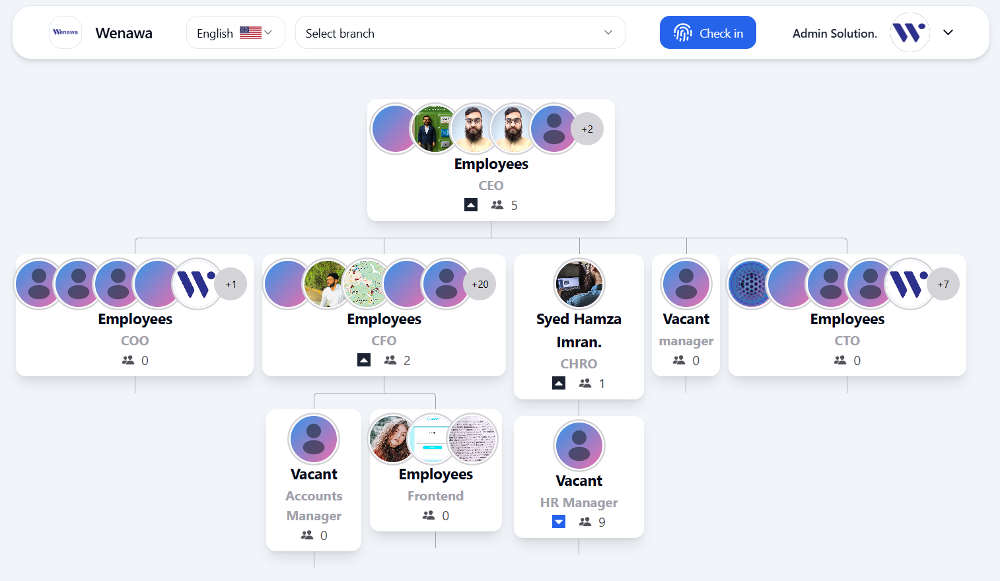 Wenawa
Wenawa
English
Select branch
Check in
Admin Solution.
+2
Employees
CEO
5
+1
Employees
COO
0
+20
Employees
CFO
2
Syed Hamza
Imran.
CHRO
1
Vacant
manager
0
+7
Employees
CTO
0
Vacant
Accounts
Manager
0
Employees
Frontend
0
Vacant
HR Manager
9